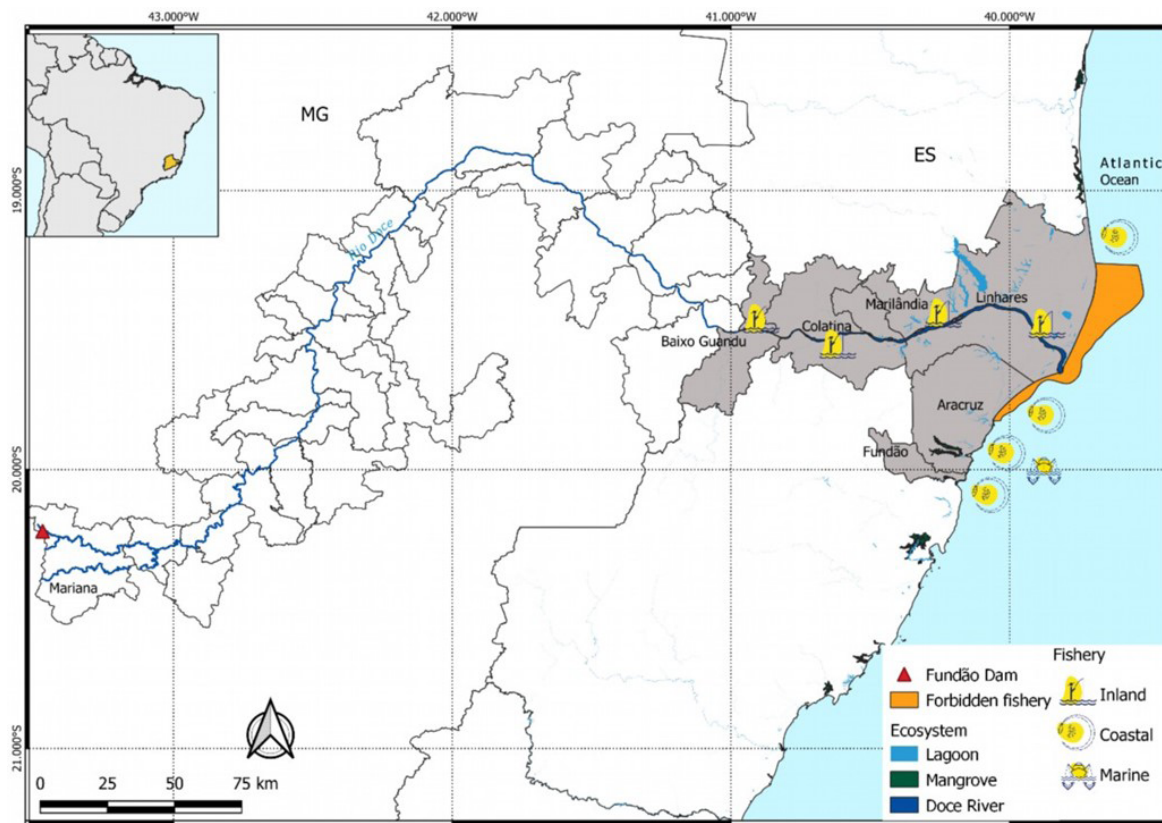 43.000°W
42.000°W
41.000°W
40.000°W
MG
ES
Atlantic
Ocean
19.000°S
Rio Doce
Linhares
Marilândia
Colatina
Baixo Guandu
Aracruz
Fundão
20.000°S
Mariana
21.000°S
0 25 50 75 km
Fundão Dam
Forbidden fishery
Ecosystem
Lagoon
Mangrove
Doce River
Fishery
Inland
Coastal
Marine